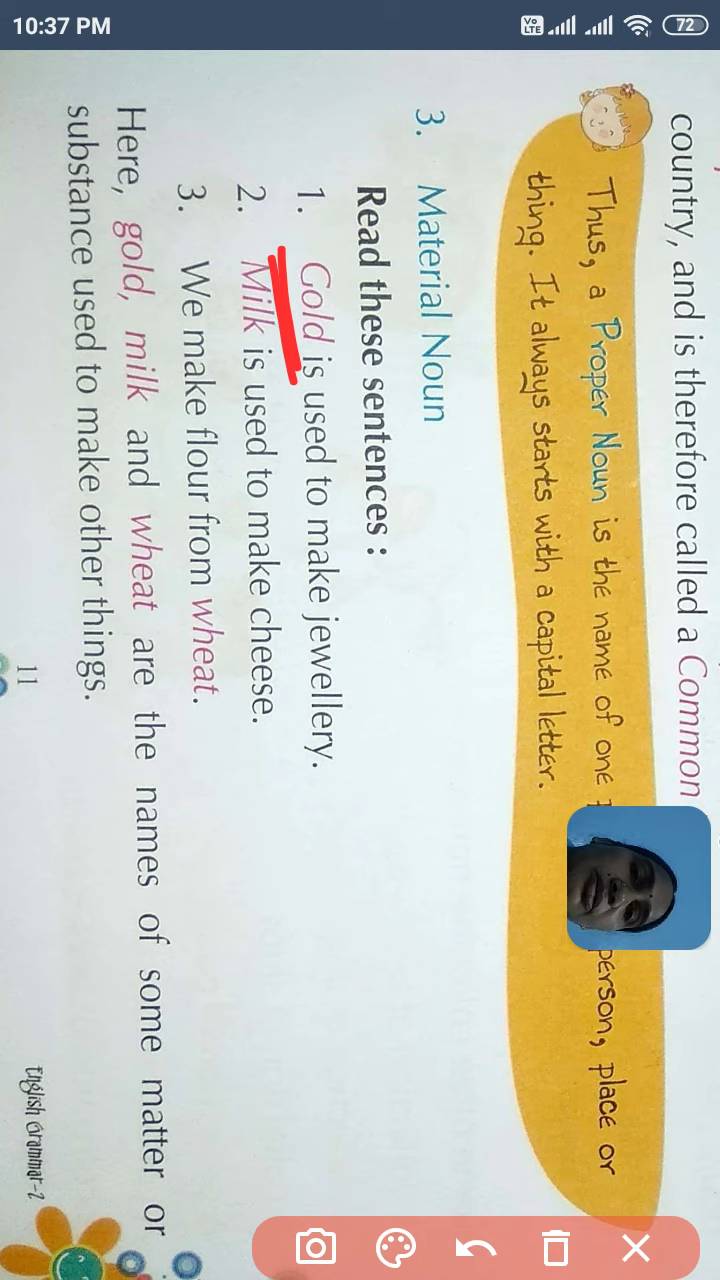 10:37 PM
Vo
LTE
72
country, and is therefore called a Common
Thus, a Proper Noun is the name of one person, place or
thing. It always starts with a capital letter.
3. Material Noun
Read these sentences :
1. Gold is used to make jewellery.
2. Milk is used to make cheese.
3. We make flour from wheat.
Here, gold, milk and wheat are the names of some matter or
substance used to make other things.
11
English Grammar-2